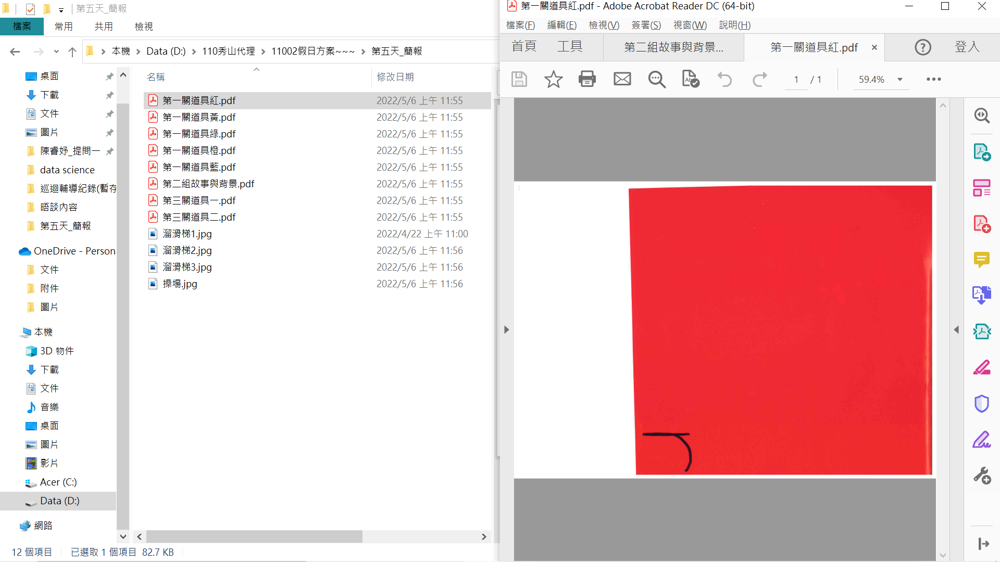 第五天_簡報
檔案 常用 共用 檢視
本機 Data (D:) 110秀山代理 11002假日方案~~~ 第五天_簡報
桌面
下載
文件
圖片
陳睿妤_提問一
data science
巡迴輔導紀錄(暫存
晤談內容
第五天_簡報
OneDrive - Person
文件
附件
圖片
本機
3D 物件
下載
文件
音樂
桌面
圖片
影片
Acer (C:)
Data (D:)
網路
名稱 修改日期
第一關道具紅.pdf 2022/5/6 上午 11:55
第一關道具黃.pdf 2022/5/6 上午 11:55
第一關道具綠.pdf 2022/5/6 上午 11:55
第一關道具橙.pdf 2022/5/6 上午 11:55
第一關道具藍.pdf 2022/5/6 上午 11:55
第二組故事與背景.pdf 2022/5/6 上午 11:55
第三關道具一.pdf 2022/5/6 上午 11:55
第三關道具二.pdf 2022/5/6 上午 11:55
溜滑梯1.jpg 2022/4/22 上午 11:00
溜滑梯2.jpg 2022/5/6 上午 11:56
溜滑梯3.jpg 2022/5/6 上午 11:56
操場.jpg 2022/5/6 上午 11:56
12 個項目 已選取 1 個項目 82.7 KB
第一關道具紅.pdf - Adobe Acrobat Reader DC (64-bit)
檔案(F) 編輯(E) 檢視(V) 簽署(S) 視窗(W) 說明(H)
首頁 工具 第二組故事與背景... 第一關道具紅.pdf × ? 登入
1 / 1 59.4%